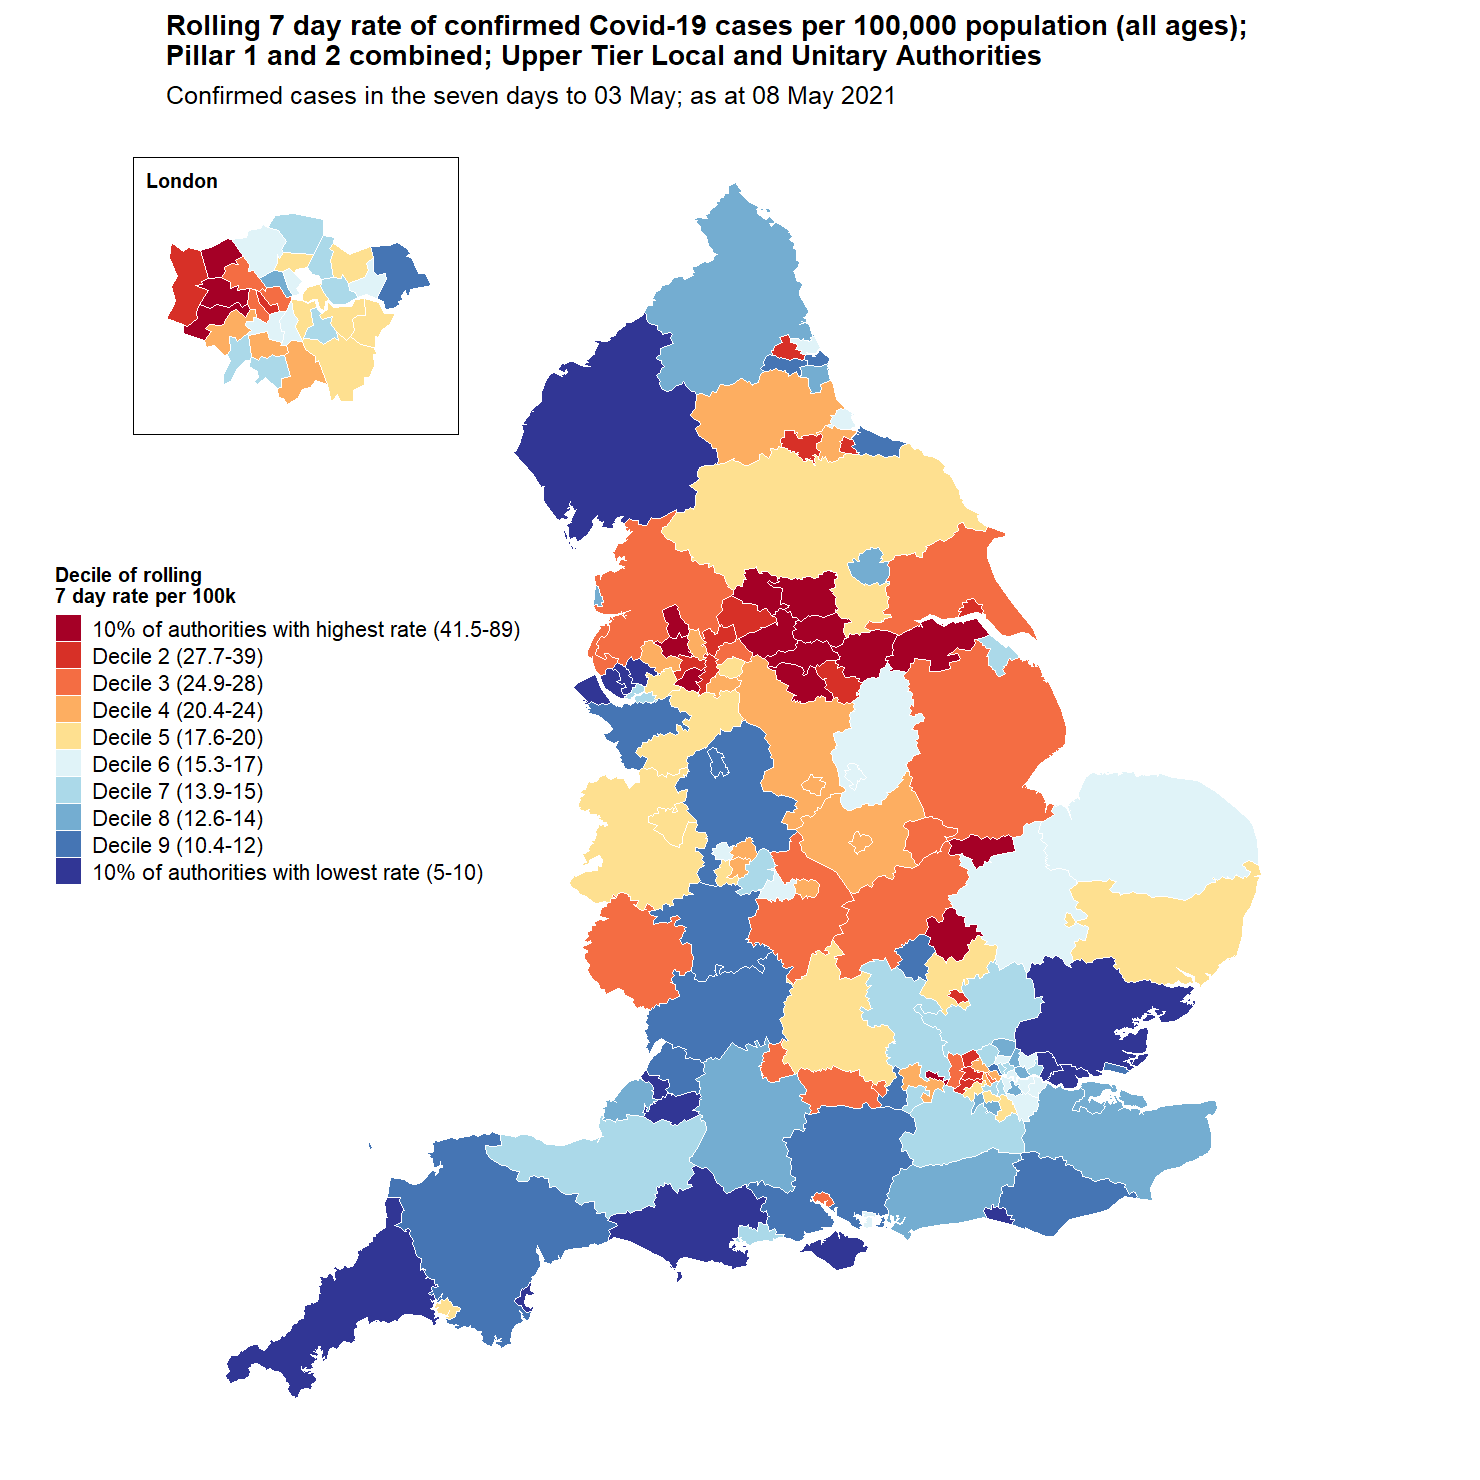 Rolling 7 day rate of confirmed Covid-19 cases per 100,000 population (all ages);
Pillar 1 and 2 combined; Upper Tier Local and Unitary Authorities
Confirmed cases in the seven days to 03 May; as at 08 May 2021
London
Decile of rolling
7 day rate per 100k
10% of authorities with highest rate (41.5-89)
Decile 2 (27.7-39)
Decile 3 (24.9-28)
Decile 4 (20.4-24)
Decile 5 (17.6-20)
Decile 6 (15.3-17)
Decile 7 (13.9-15)
Decile 8 (12.6-14)
Decile 9 (10.4-12)
10% of authorities with lowest rate (5-10)